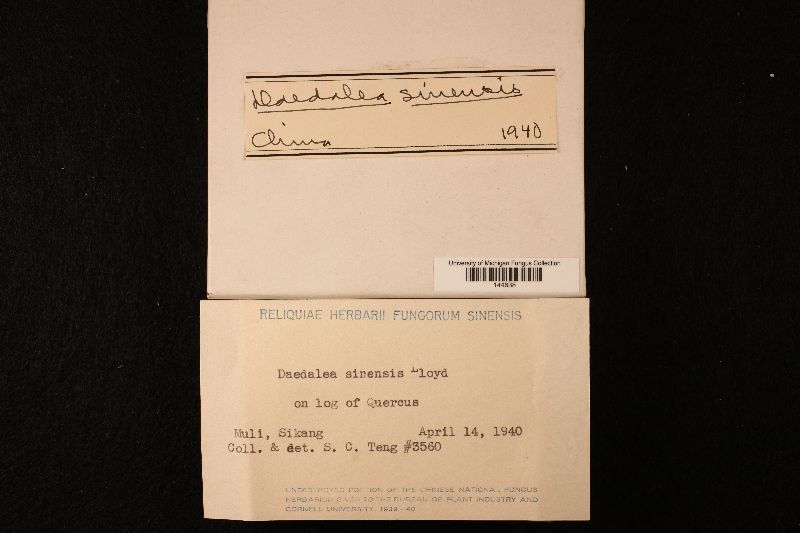 Daedalea sinensis
China 1940
University of Michigan Fungus Collection
144638
RELIQUIAE HERBARII FUNGORUM SINENSIS
Daedalea sinensis Lloyd
on log of Quercus
Muli, Sikang April 14, 1940
Coll. & det. S. C. Teng #3560
UNDESTROYED PORTION OF THE CHINESE NATIONAL FUNGUS
HERBARIUM GIVEN TO THE BUREAU OF PLANT INDUSTRY AND
CORNELL UNIVERSITY, 1939 - 40